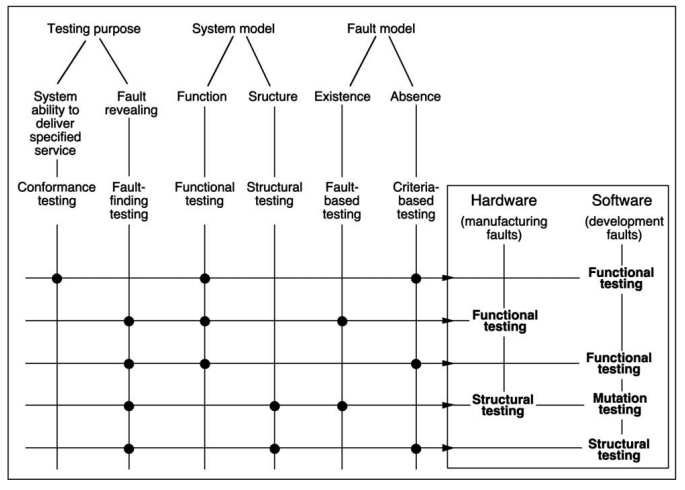 Testing purpose System model Fault model
System ability to deliver specified service
Fault revealing
Function
Sructure
Existence
Absence
Conformance testing
Fault-finding testing
Functional testing
Structural testing
Fault-based testing
Criteria-based testing
Hardware
(manufacturing faults)
Software
(development faults)
Functional testing
Functional testing
Functional testing
Structural testing
Mutation testing
Structural testing